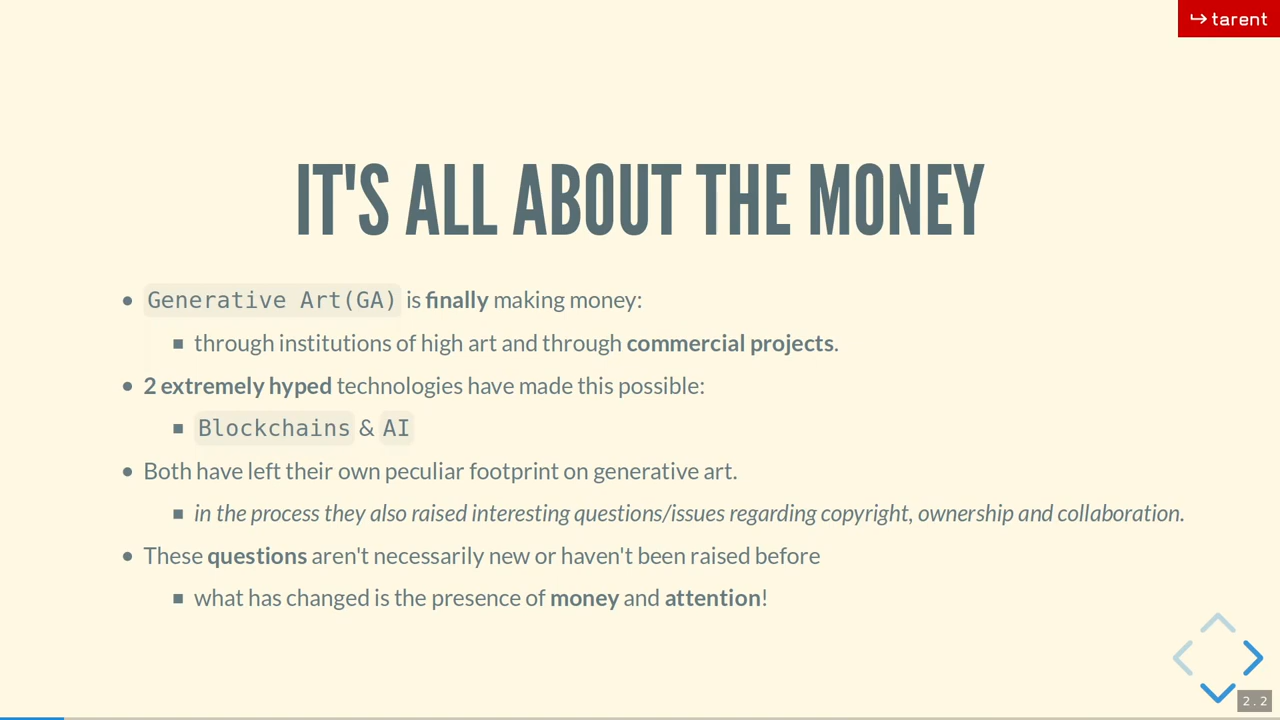 tarent
IT'S ALL ABOUT THE MONEY
Generative Art(GA) is finally making money:
through institutions of high art and through commercial projects.
2 extremely hyped technologies have made this possible:
Blockchains & AI
Both have left their own peculiar footprint on generative art.
in the process they also raised interesting questions/issues regarding copyright, ownership and collaboration.
These questions aren't necessarily new or haven't been raised before
what has changed is the presence of money and attention!
2.2